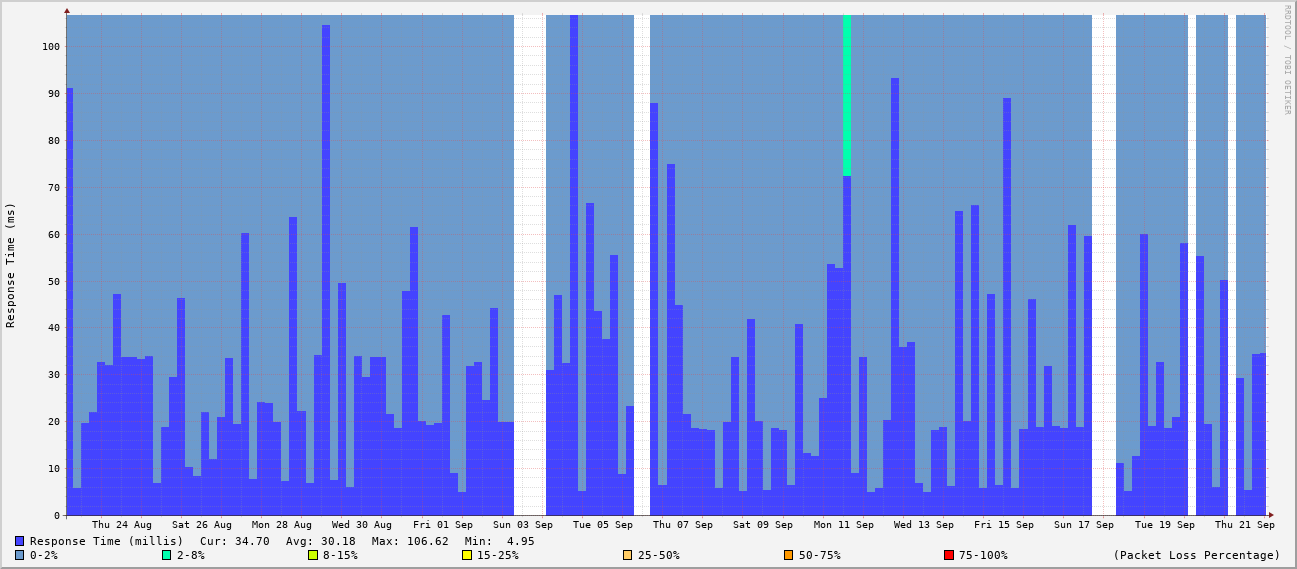 RRDTOOL / TOBI OETIKER
Response Time (ms)
100
90
80
70
60
50
40
30
20
10
0
Thu 24 Aug Sat 26 Aug Mon 28 Aug Wed 30 Aug Fri 01 Sep Sun 03 Sep Tue 05 Sep Thu 07 Sep Sat 09 Sep Mon 11 Sep Wed 13 Sep Fri 15 Sep Sun 17 Sep Tue 19 Sep Thu 21 Sep
Response Time (millis) Cur: 34.70 Avg: 30.18 Max: 106.62 Min: 4.95
0-2% 2-8% 8-15% 15-25% 25-50% 50-75% 75-100% (Packet Loss Percentage)